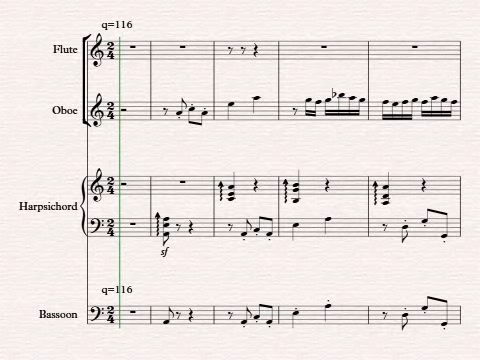 q=116
Flute
Oboe
Harpsichord
sf
q=116
Bassoon